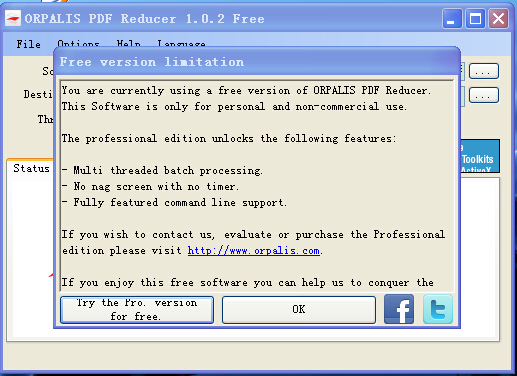 ORPALIS PDF Reducer 1.0.2 Free
File Options Help Language
Free version limitation
...
...
Status
Toolkits
You are currently using a free version of ORPALIS PDF Reducer.
This Software is only for personal and non-commercial use.
The professional edition unlocks the following features:
- Multi threaded batch processing.
- No nag screen with no timer.
- Fully featured command line support.
If you wish to contact us, evaluate or purchase the Professional
edition please visit http://www.orpalis.com.
If you enjoy this free software you can help us to conquer the
Try the Pro. version
for free.
OK